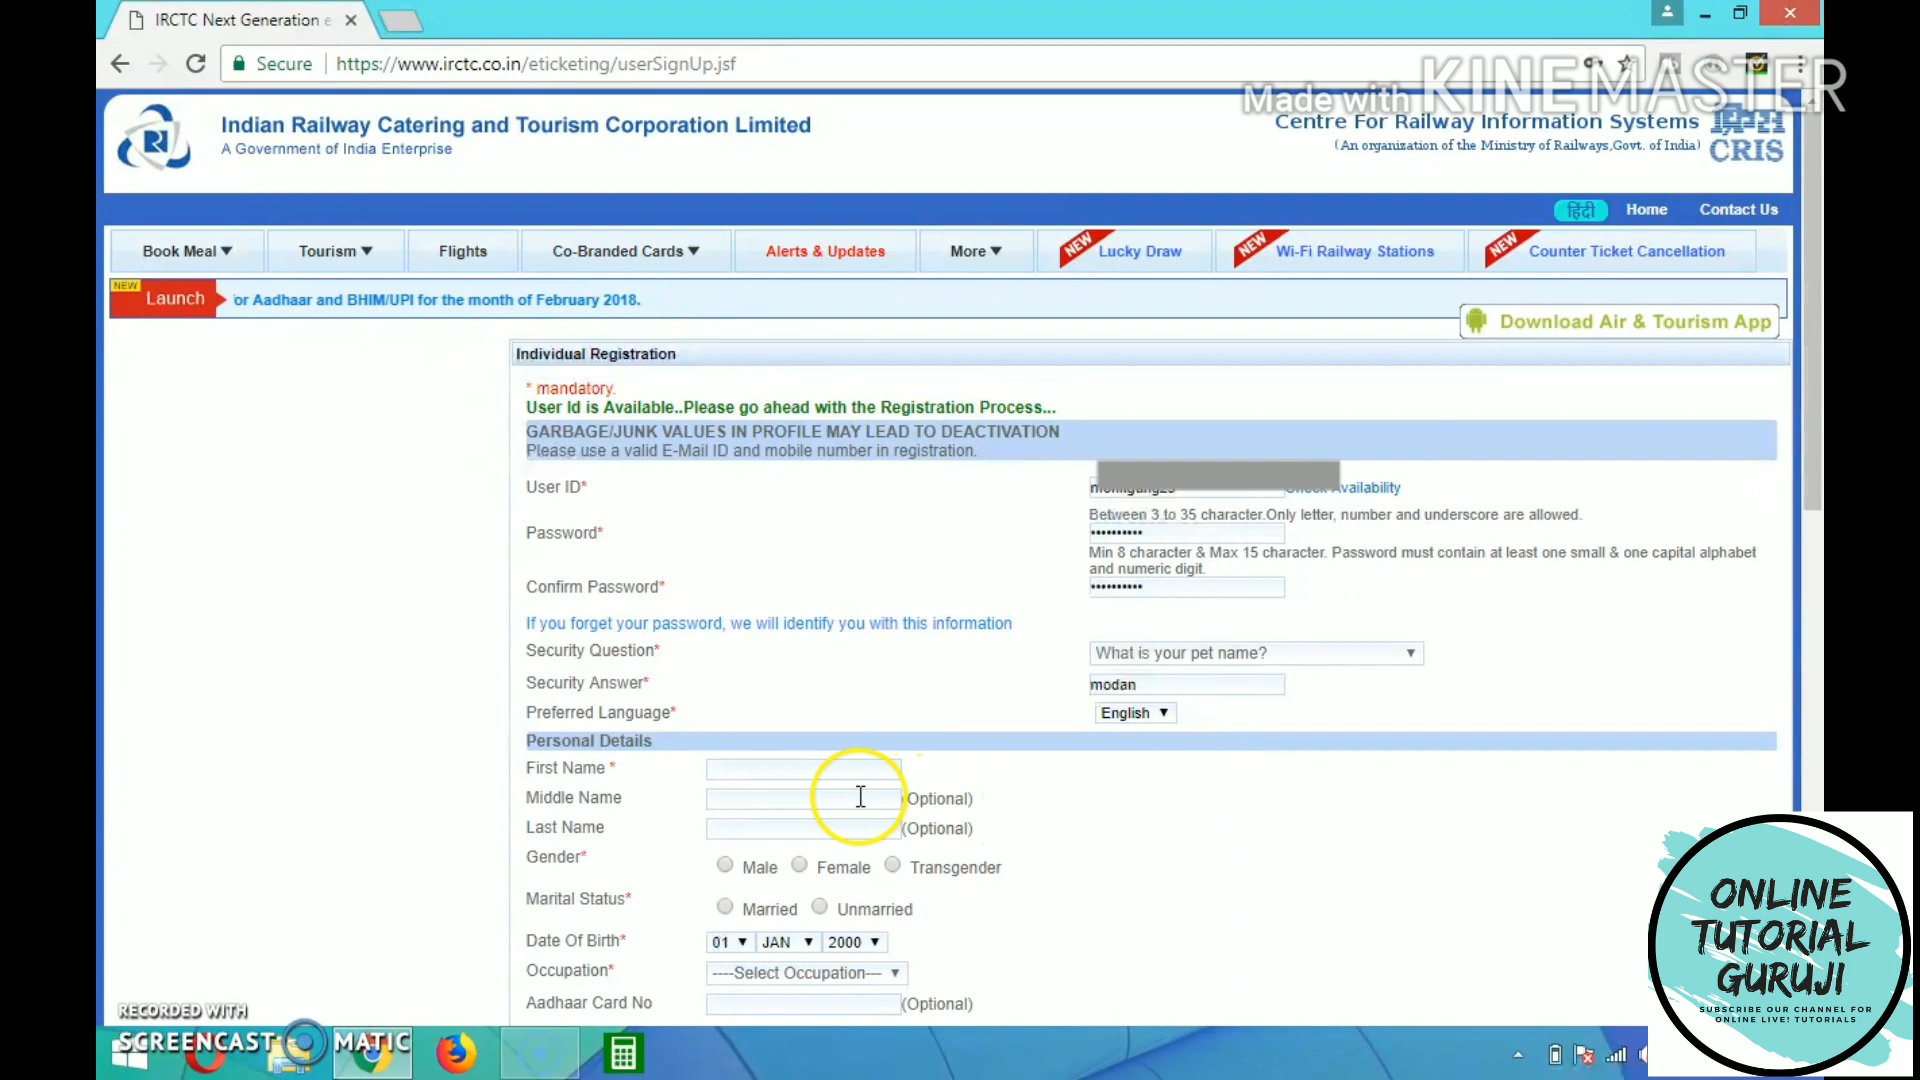 IRCTC Next Generation e
Secure https://www.irctc.co.in/eticketing/userSignUp.jsf
Made with KINEMASTER
Indian Railway Catering and Tourism Corporation Limited
A Government of India Enterprise
Centre For Railway Information Systems
(An organization of the Ministry of Railways,Govt. of India)
CRIS
हिंदी Home Contact Us
Book Meal Tourism Flights Co-Branded Cards Alerts & Updates More NEW Lucky Draw NEW Wi-Fi Railway Stations NEW Counter Ticket Cancellation
NEW
Launch or Aadhaar and BHIM/UPI for the month of February 2018.
Download Air & Tourism App
Individual Registration
* mandatory.
User Id is Available..Please go ahead with the Registration Process...
GARBAGE/JUNK VALUES IN PROFILE MAY LEAD TO DEACTIVATION
Please use a valid E-Mail ID and mobile number in registration.
User ID* Availability
Between 3 to 35 character.Only letter, number and underscore are allowed.
Password* ••••••••••
Min 8 character & Max 15 character. Password must contain at least one small & one capital alphabet
and numeric digit.
Confirm Password* ••••••••••
If you forget your password, we will identify you with this information
Security Question* What is your pet name?
Security Answer* modan
Preferred Language* English
Personal Details
First Name *
Middle Name (Optional)
Last Name (Optional)
Gender* Male Female Transgender
Marital Status* Married Unmarried
Date Of Birth* 01 JAN 2000
Occupation* ----Select Occupation---
Aadhaar Card No (Optional)
RECORDED WITH
SCREENCAST MATIC
ONLINE
TUTORIAL
GURUJI
SUBSCRIBE OUR CHANNEL FOR
ONLINE LIVE! TUTORIALS